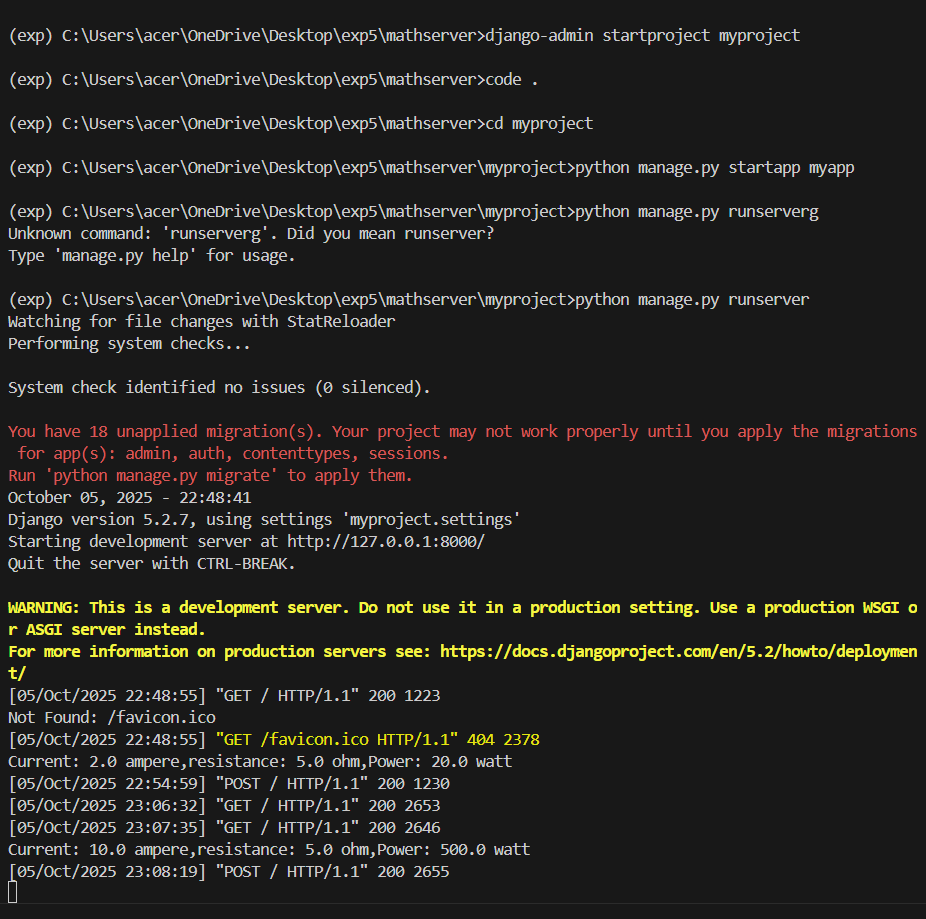 (exp) C:\Users\acer\OneDrive\Desktop\exp5\mathserver>django-admin startproject myproject
(exp) C:\Users\acer\OneDrive\Desktop\exp5\mathserver>code .
(exp) C:\Users\acer\OneDrive\Desktop\exp5\mathserver>cd myproject
(exp) C:\Users\acer\OneDrive\Desktop\exp5\mathserver\myproject>python manage.py startapp myapp
(exp) C:\Users\acer\OneDrive\Desktop\exp5\mathserver\myproject>python manage.py runserverg
Unknown command: 'runserverg'. Did you mean runserver?
Type 'manage.py help' for usage.
(exp) C:\Users\acer\OneDrive\Desktop\exp5\mathserver\myproject>python manage.py runserver
Watching for file changes with StatReloader
Performing system checks...
System check identified no issues (0 silenced).
You have 18 unapplied migration(s). Your project may not work properly until you apply the migrations
 for app(s): admin, auth, contenttypes, sessions.
Run 'python manage.py migrate' to apply them.
October 05, 2025 - 22:48:41
Django version 5.2.7, using settings 'myproject.settings'
Starting development server at http://127.0.0.1:8000/
Quit the server with CTRL-BREAK.
WARNING: This is a development server. Do not use it in a production setting. Use a production WSGI o
r ASGI server instead.
For more information on production servers see: https://docs.djangoproject.com/en/5.2/howto/deploymen
t/
[05/Oct/2025 22:48:55] "GET / HTTP/1.1" 200 1223
Not Found: /favicon.ico
[05/Oct/2025 22:48:55] "GET /favicon.ico HTTP/1.1" 404 2378
Current: 2.0 ampere,resistance: 5.0 ohm,Power: 20.0 watt
[05/Oct/2025 22:54:59] "POST / HTTP/1.1" 200 1230
[05/Oct/2025 23:06:32] "GET / HTTP/1.1" 200 2653
[05/Oct/2025 23:07:35] "GET / HTTP/1.1" 200 2646
Current: 10.0 ampere,resistance: 5.0 ohm,Power: 500.0 watt
[05/Oct/2025 23:08:19] "POST / HTTP/1.1" 200 2655